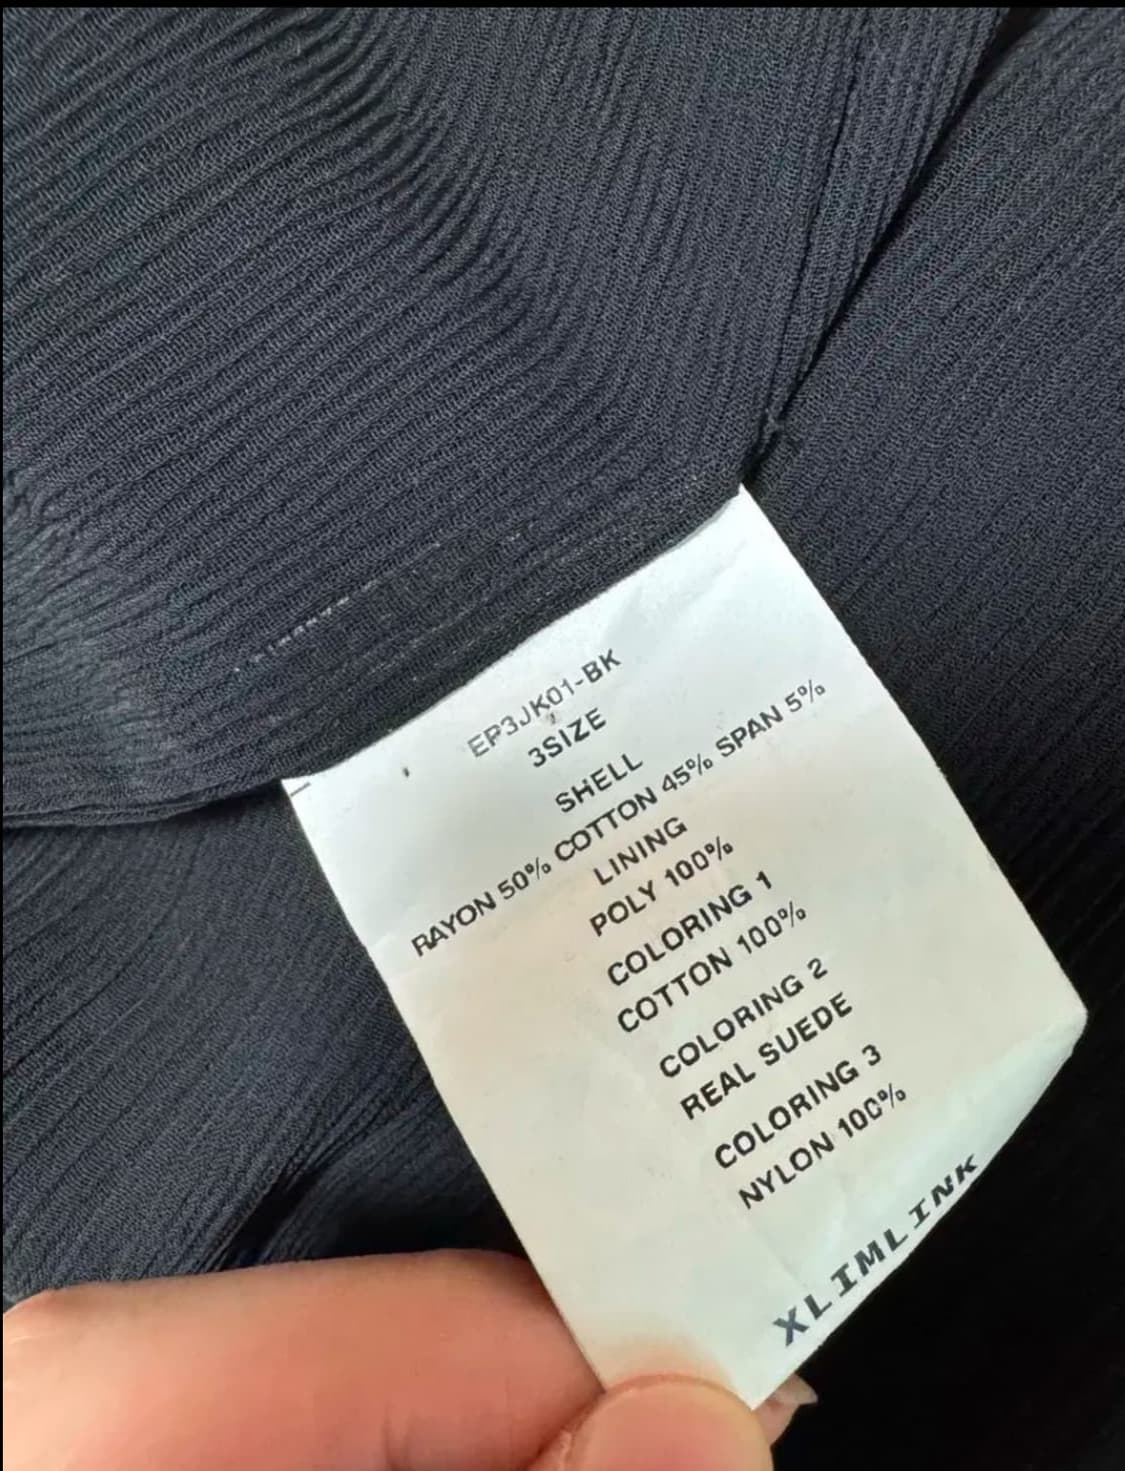 EP3JK01-BK
3SIZE
SHELL
RAYON 50% COTTON 45% SPAN 5%
LINING
POLY 100%
COLORING 1
COTTON 100%
COLORING 2
REAL SUEDE
COLORING 3
NYLON 100%
XLIMLINK